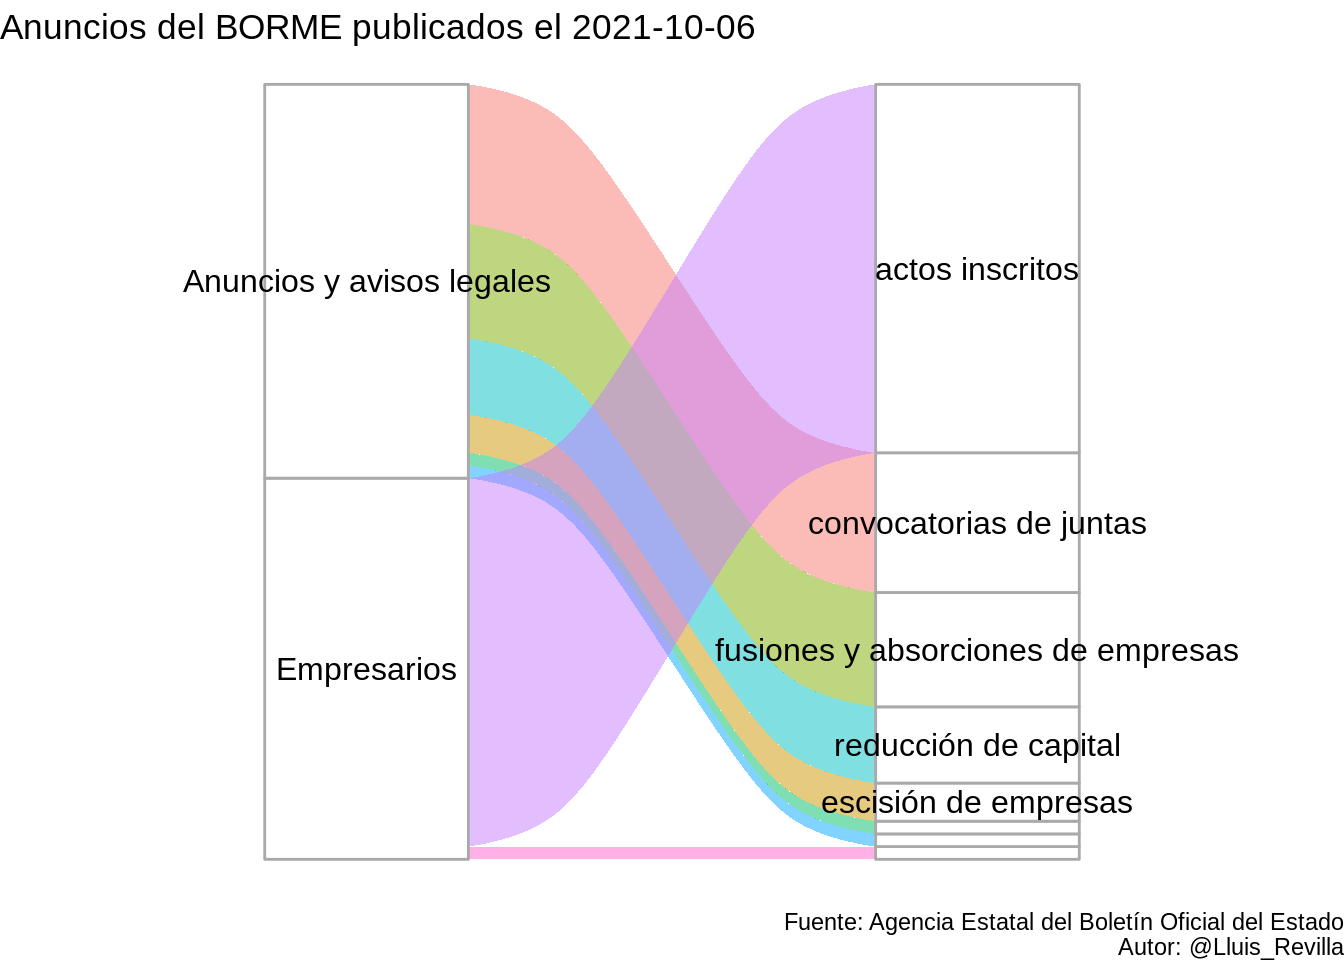 Anuncios del BORME publicados el 2021-10-06
Anuncios y avisos legales
Empresarios
actos inscritos
convocatorias de juntas
fusiones y absorciones de empresas
reducción de capital
escisión de empresas
Fuente: Agencia Estatal del Boletín Oficial del Estado
Autor: @Lluis_Revilla